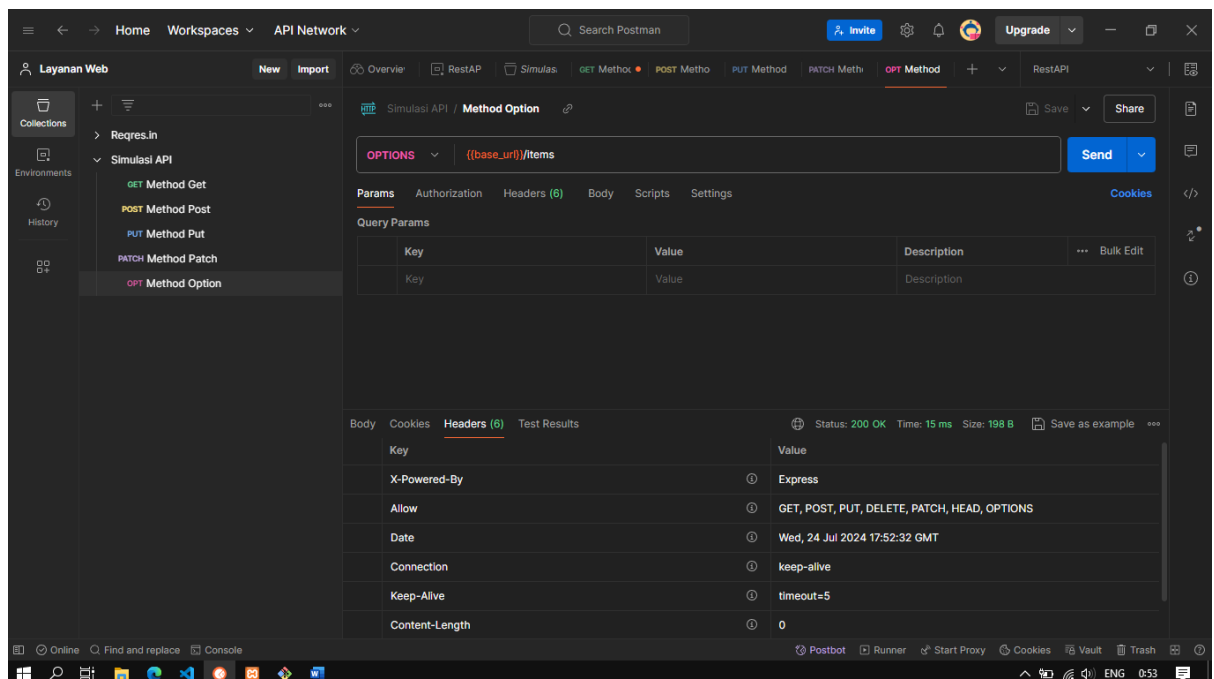 Home Workspaces API Network Search Postman Invite Upgrade
Layanan Web New Import Overvie RestAP Simulas GET Method POST Metho PUT Method PATCH Meth OPT Method RestAPI
Collections
Environments
History
Reqres.in
Simulasi API
GET Method Get
POST Method Post
PUT Method Put
PATCH Method Patch
OPT Method Option
HTTP Simulasi API / Method Option Save Share
OPTIONS {{base_url}}/items Send
Params Authorization Headers (6) Body Scripts Settings Cookies
Query Params
Key Value Description Bulk Edit
Key Value Description
Body Cookies Headers (6) Test Results Status: 200 OK Time: 15 ms Size: 198 B Save as example
Key Value
X-Powered-By Express
Allow GET, POST, PUT, DELETE, PATCH, HEAD, OPTIONS
Date Wed, 24 Jul 2024 17:52:32 GMT
Connection keep-alive
Keep-Alive timeout=5
Content-Length 0
Online Find and replace Console Postbot Runner Start Proxy Cookies Vault Trash
ENG 0:53